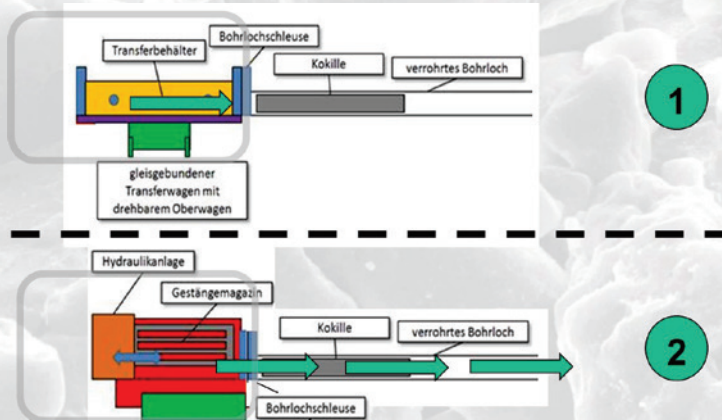 Bohrlochschleuse
Transferbehälter
Kokille
verrohrtes Bohrloch
1
gleisgebundener
Transferwagen mit
drehbarem Oberwagen
Hydraulikanlage
Gestängemagazin
Kokille
verrohrtes Bohrloch
2
Bohrlochschleuse